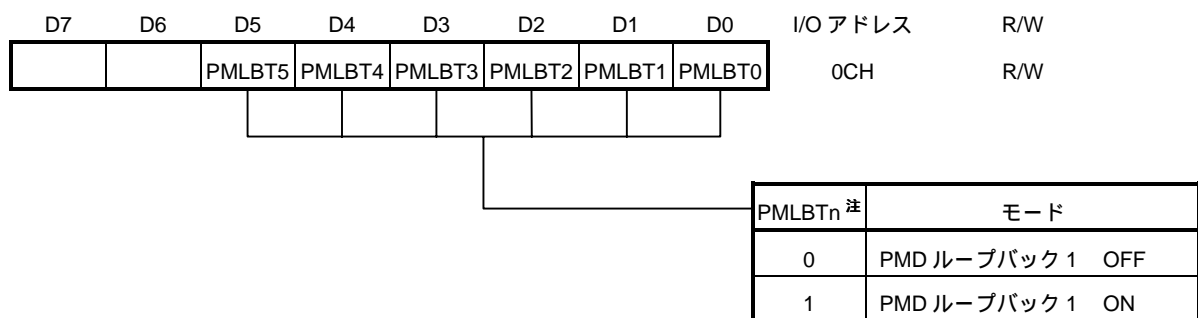 D7 D6 D5 D4 D3 D2 D1 D0 I/O アドレス R/W
PMLBT5 PMLBT4 PMLBT3 PMLBT2 PMLBT1 PMLBT0 0CH R/W
PMLBTn 注 モード
0 PMD ループバック 1 OFF
1 PMD ループバック 1 ON